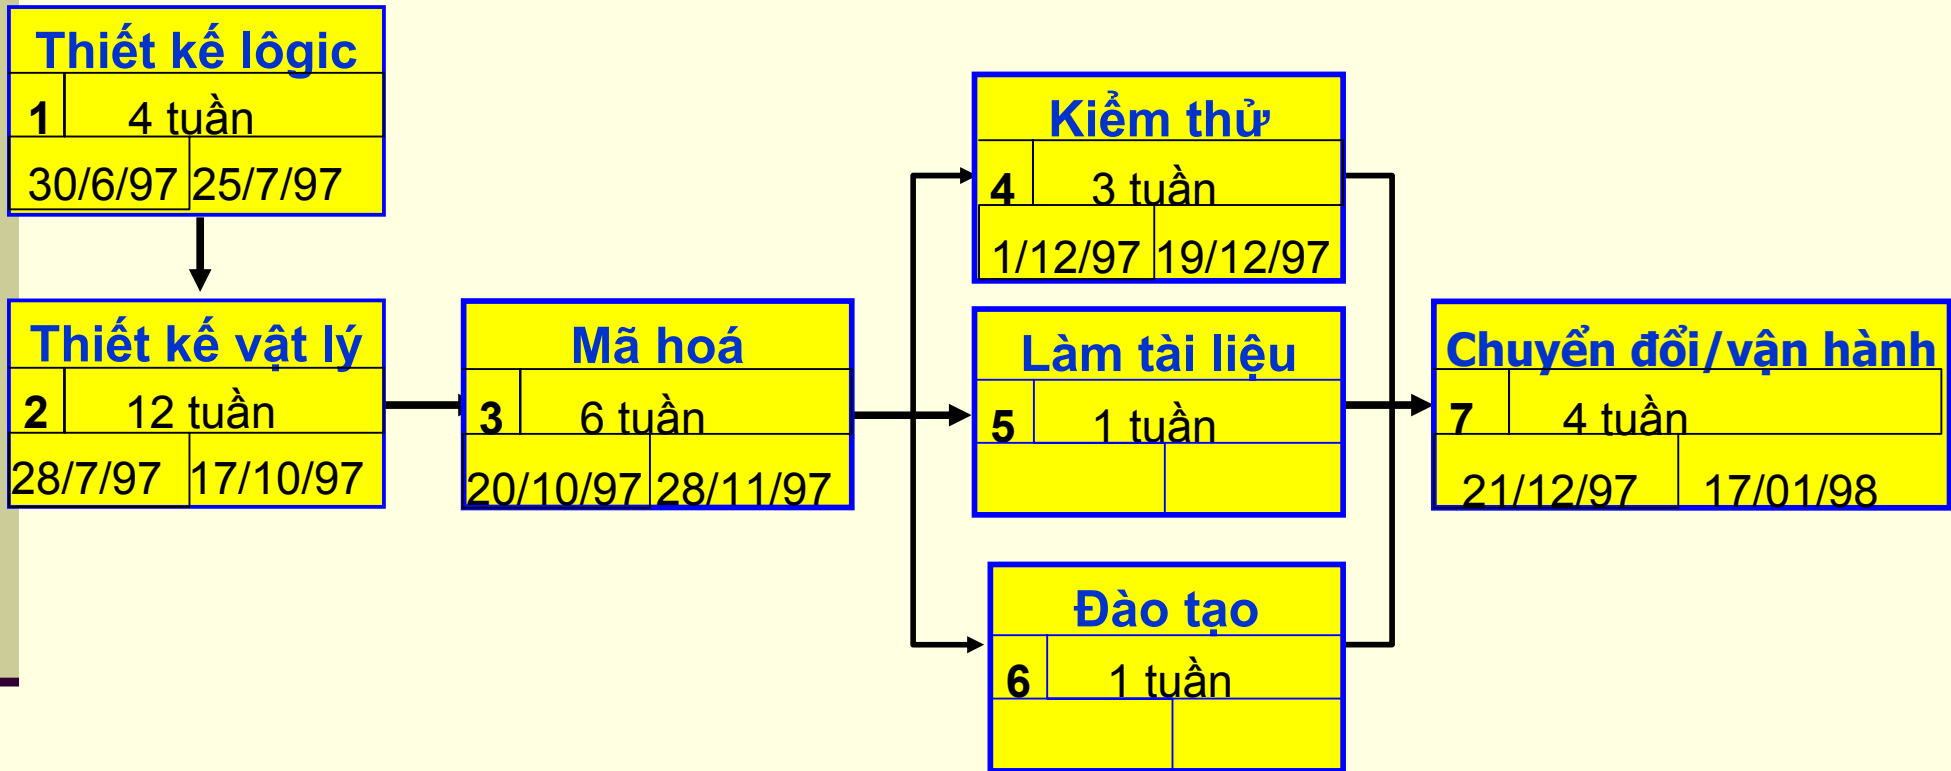 Thiết kế lôgic
1 4 tuần
30/6/97 25/7/97
Thiết kế vật lý
2 12 tuần
28/7/97 17/10/97
Mã hoá
3 6 tuần
20/10/97 28/11/97
Kiểm thử
4 3 tuần
1/12/97 19/12/97
Làm tài liệu
5 1 tuần
Đào tạo
6 1 tuần
Chuyển đổi/vận hành
7 4 tuần
21/12/97 17/01/98